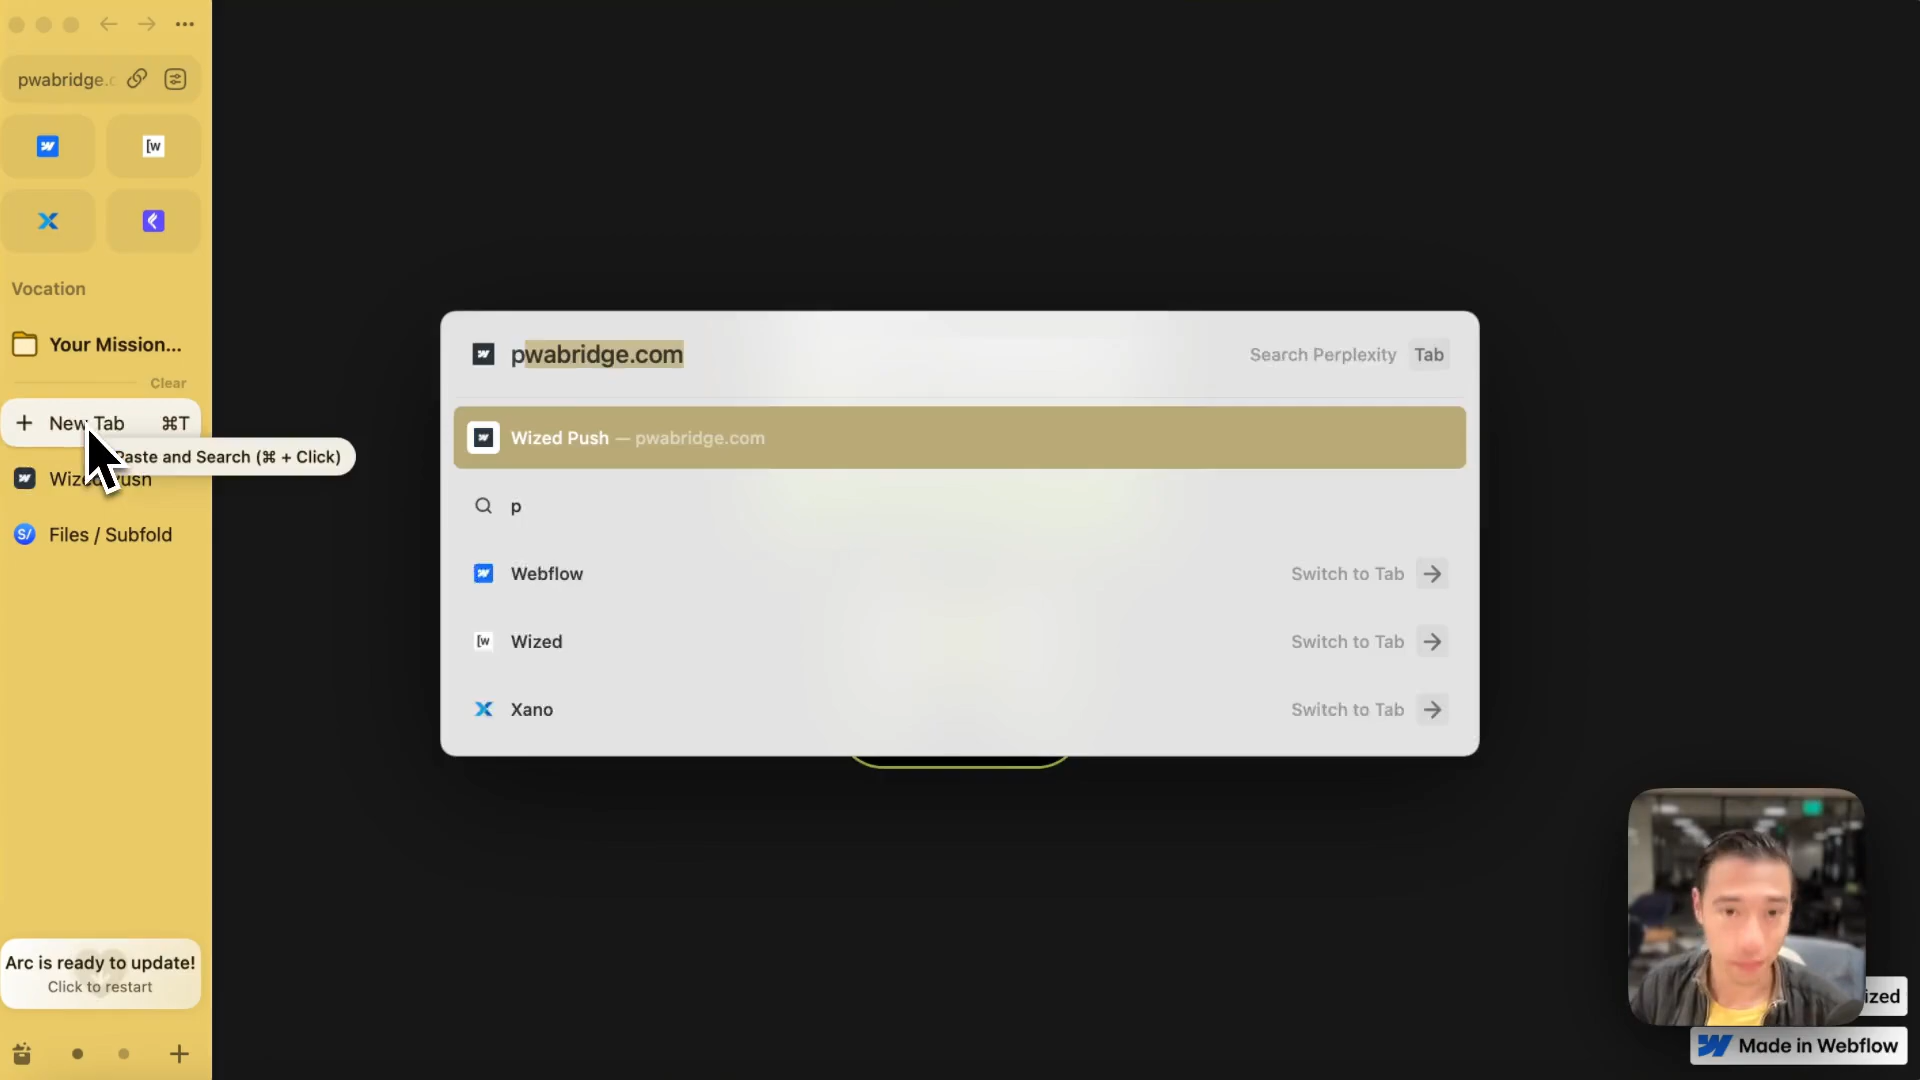 pwabridge.c
Vocation
Your Mission...
Clear
New Tab ⌘T
Paste and Search (⌘ + Click)
Wized Push
Files / Subfold
Arc is ready to update!
Click to restart
pwabridge.com
Search Perplexity Tab
Wized Push — pwabridge.com
p
Webflow
Switch to Tab
Wized
Switch to Tab
Xano
Switch to Tab
ized
Made in Webflow